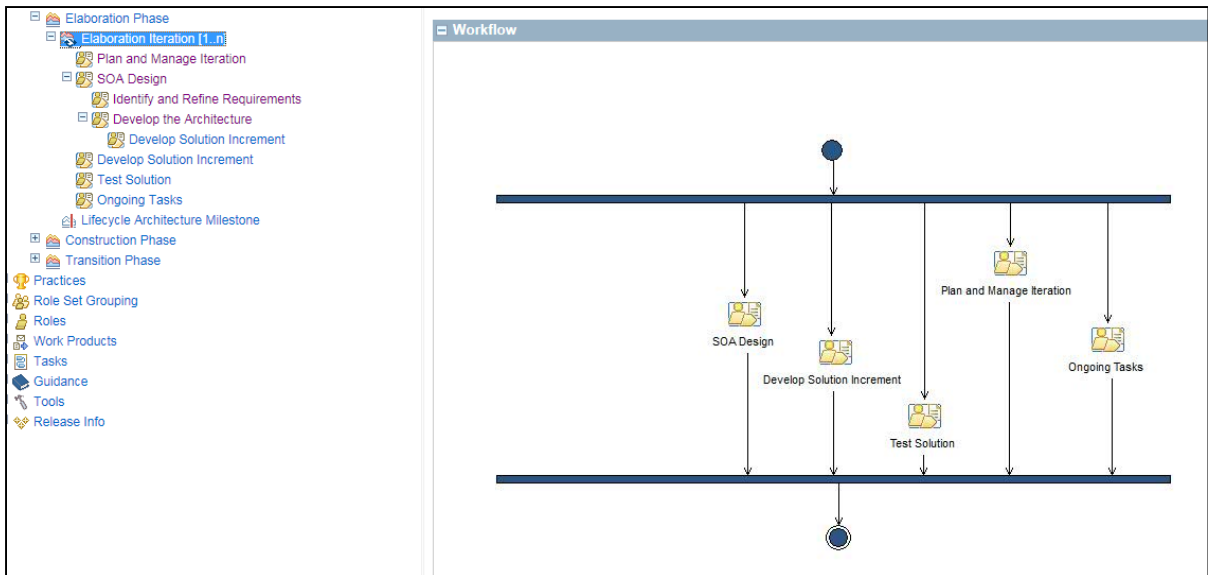 Elaboration Phase
Elaboration Iteration [1..n]
Plan and Manage Iteration
SOA Design
Identify and Refine Requirements
Develop the Architecture
Develop Solution Increment
Develop Solution Increment
Test Solution
Ongoing Tasks
Lifecycle Architecture Milestone
Construction Phase
Transition Phase
Practices
Role Set Grouping
Roles
Work Products
Tasks
Guidance
Tools
Release Info
Workflow
Plan and Manage Iteration
SOA Design
Ongoing Tasks
Develop Solution Increment
Test Solution